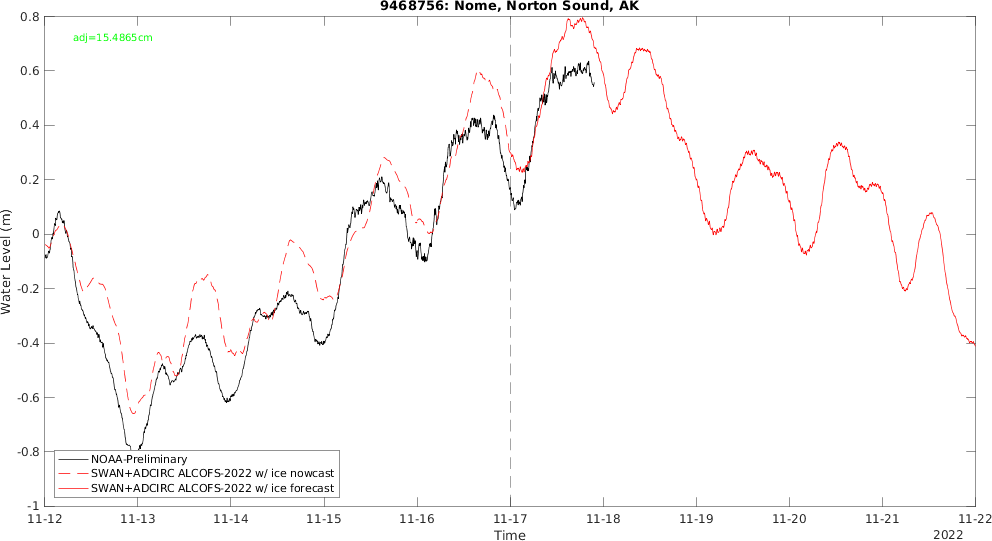 9468756: Nome, Norton Sound, AK
adj=15.4865cm
0.8
0.6
0.4
0.2
0
-0.2
-0.4
-0.6
-0.8
-1
Water Level (m)
NOAA-Preliminary
SWAN+ADCIRC ALCOFS-2022 w/ ice nowcast
SWAN+ADCIRC ALCOFS-2022 w/ ice forecast
11-12 11-13 11-14 11-15 11-16 11-17 11-18 11-19 11-20 11-21 11-22
Time
2022